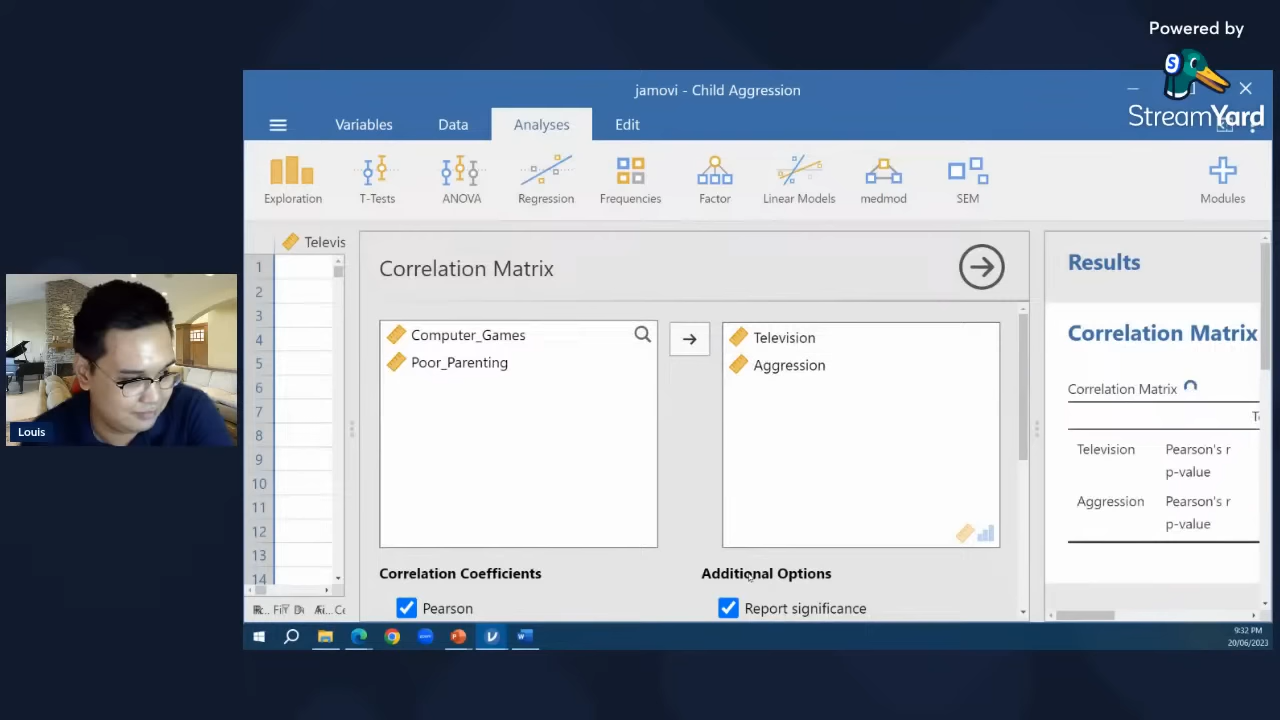 Powered by
StreamYard
jamovi - Child Aggression
Variables
Data
Analyses
Edit
Exploration
T-Tests
ANOVA
Regression
Frequencies
Factor
Linear Models
medmod
SEM
Modules
Televis
1
2
3
4
5
6
7
8
9
10
11
12
13
14
Correlation Matrix
Computer_Games
Poor_Parenting
Television
Aggression
Correlation Coefficients
Pearson
Additional Options
Report significance
Results
Correlation Matrix
Correlation Matrix
Television
Pearson's r
p-value
Aggression
Pearson's r
p-value
Louis
9:32 PM
20/06/2023